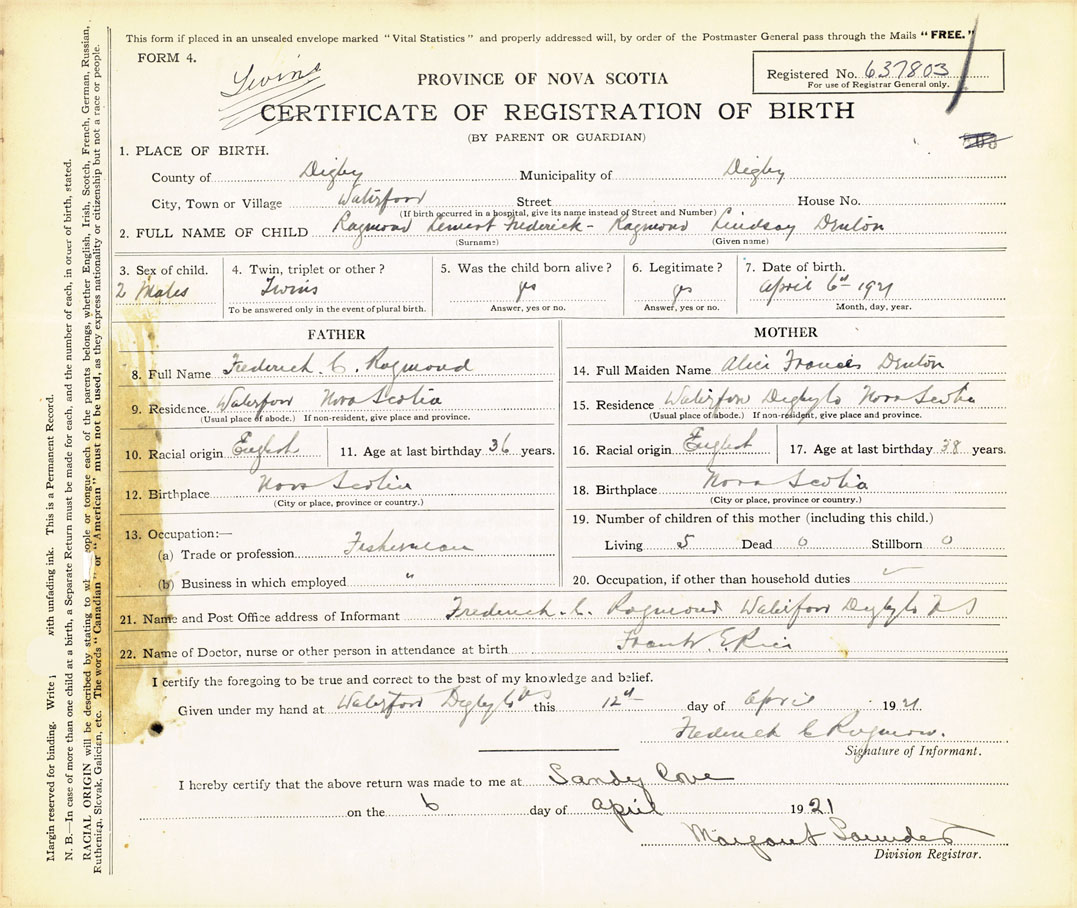 This form if placed in an unsealed envelope marked "Vital Statistics" and properly addressed will, by order of the Postmaster General pass through the Mails "FREE."
FORM 4.
Twins
PROVINCE OF NOVA SCOTIA
Registered No. 637803
For use of Registrar General only.
CERTIFICATE OF REGISTRATION OF BIRTH
(BY PARENT OR GUARDIAN)
1. PLACE OF BIRTH.
County of Digby Municipality of Digby
City, Town or Village Waterford Street House No.
(If birth occurred in a hospital, give its name instead of Street and Number)
2. FULL NAME OF CHILD Raymond Frederick - Raymond Lindsay Denton
(Surname) (Given name)
3. Sex of child. 4. Twin, triplet or other? 5. Was the child born alive? 6. Legitimate? 7. Date of birth.
2 Males Twins yes yes April 6th 1921
To be answered only in the event of plural birth. Answer, yes or no. Answer, yes or no. Month, day, year.
FATHER
8. Full Name Frederick C. Raymond
9. Residence Waterford Nova Scotia
(Usual place of abode.) If non-resident, give place and province.
10. Racial origin English 11. Age at last birthday 36 years.
12. Birthplace Nova Scotia
(City or place, province or country.)
13. Occupation:—
(a) Trade or profession Fisherman
(b) Business in which employed "
MOTHER
14. Full Maiden Name Alice Frances Denton
15. Residence Waterford Digby Co Nova Scotia
(Usual place of abode.) If non-resident, give place and province.
16. Racial origin English 17. Age at last birthday 38 years.
18. Birthplace Nova Scotia
(City or place, province or country.)
19. Number of children of this mother (including this child.)
Living 5 Dead 0 Stillborn 0
20. Occupation, if other than household duties
21. Name and Post Office address of Informant Frederick C. Raymond Waterford Digby Co N S
22. Name of Doctor, nurse or other person in attendance at birth Frank E. Rice
I certify the foregoing to be true and correct to the best of my knowledge and belief.
Given under my hand at Waterford Digby Co this 12th day of April 1921
Frederick C Raymond.
Signature of Informant.
I hereby certify that the above return was made to me at Sandy Cove
on the 6 day of April 1921
Margaret Saunders
Division Registrar.
Margin reserved for binding. Write with unfading ink. This is a Permanent Record.
N. B.—In case of more than one child at a birth, a Separate Return must be made for each, and the number of each, in order of birth, stated.
RACIAL ORIGIN will be described by stating to people or tongue each of the parents belongs, whether English, Irish, Scotch, French, German, Russian,
Ruthenian, Slovak, Galician, etc. The words "Canadian" or "American" must not be used, as they express nationality or citizenship but not a race or people.